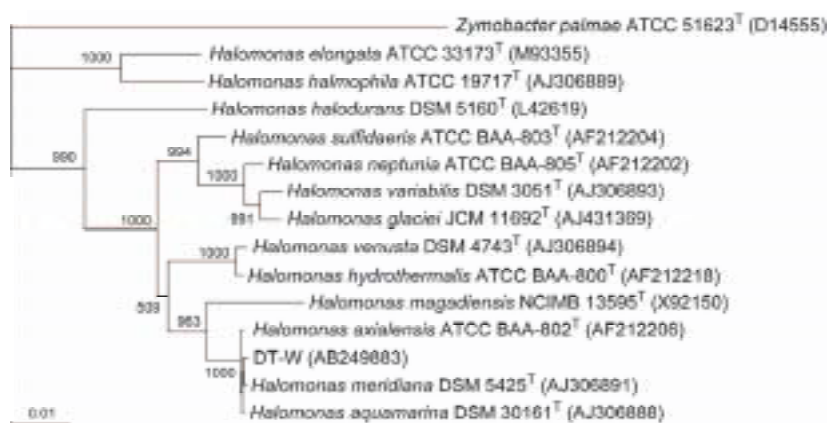 Zymobacter palmae ATCC 51623T (D14555)
1000
Halomonas elongata ATCC 33173T (M93355)
Halomonas halmophila ATCC 19717T (AJ306889)
Halomonas halodurans DSM 5160T (L42619)
990
Halomonas sulfidaeris ATCC BAA-803T (AF212204)
994
Halomonas neptunia ATCC BAA-805T (AF212202)
1000
Halomonas variabilis DSM 3051T (AJ306893)
991
Halomonas glaciei JCM 11692T (AJ431369)
1000
Halomonas venusta DSM 4743T (AJ306894)
1000
Halomonas hydrothermalis ATCC BAA-800T (AF212218)
Halomonas magadiensis NCIMB 13595T (X92150)
963
Halomonas axialensis ATCC BAA-802T (AF212206)
DT-W (AB249883)
1000
Halomonas meridiana DSM 5425T (AJ306891)
Halomonas aquamarina DSM 30161T (AJ306888)
0.01